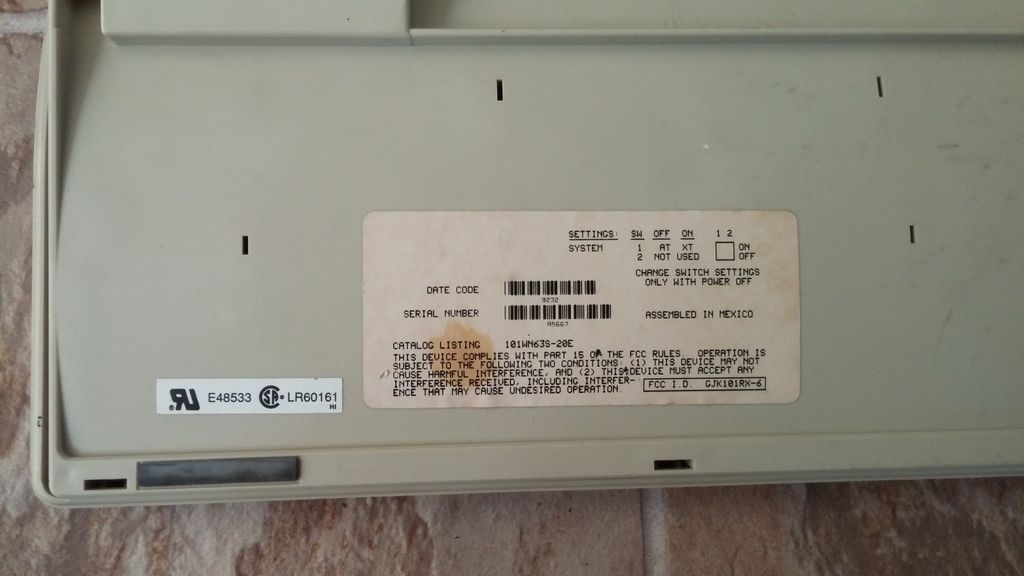 SETTINGS: SW OFF ON 1 2
SYSTEM 1 AT XT ON
2 NOT USED OFF
CHANGE SWITCH SETTINGS
ONLY WITH POWER OFF
DATE CODE
9232
SERIAL NUMBER
A5667
ASSEMBLED IN MEXICO
CATALOG LISTING 101WN63S-20E
THIS DEVICE COMPLIES WITH PART 15 OF THE FCC RULES. OPERATION IS
SUBJECT TO THE FOLLOWING TWO CONDITIONS. (1) THIS DEVICE MAY NOT
CAUSE HARMFUL INTERFERENCE, AND (2) THIS DEVICE MUST ACCEPT ANY
INTERFERENCE RECEIVED, INCLUDING INTERFER-
ENCE THAT MAY CAUSE UNDESIRED OPERATION.
FCC I.D. GJK101RX-6
RU ® E48533 SA ® LR60161
HI